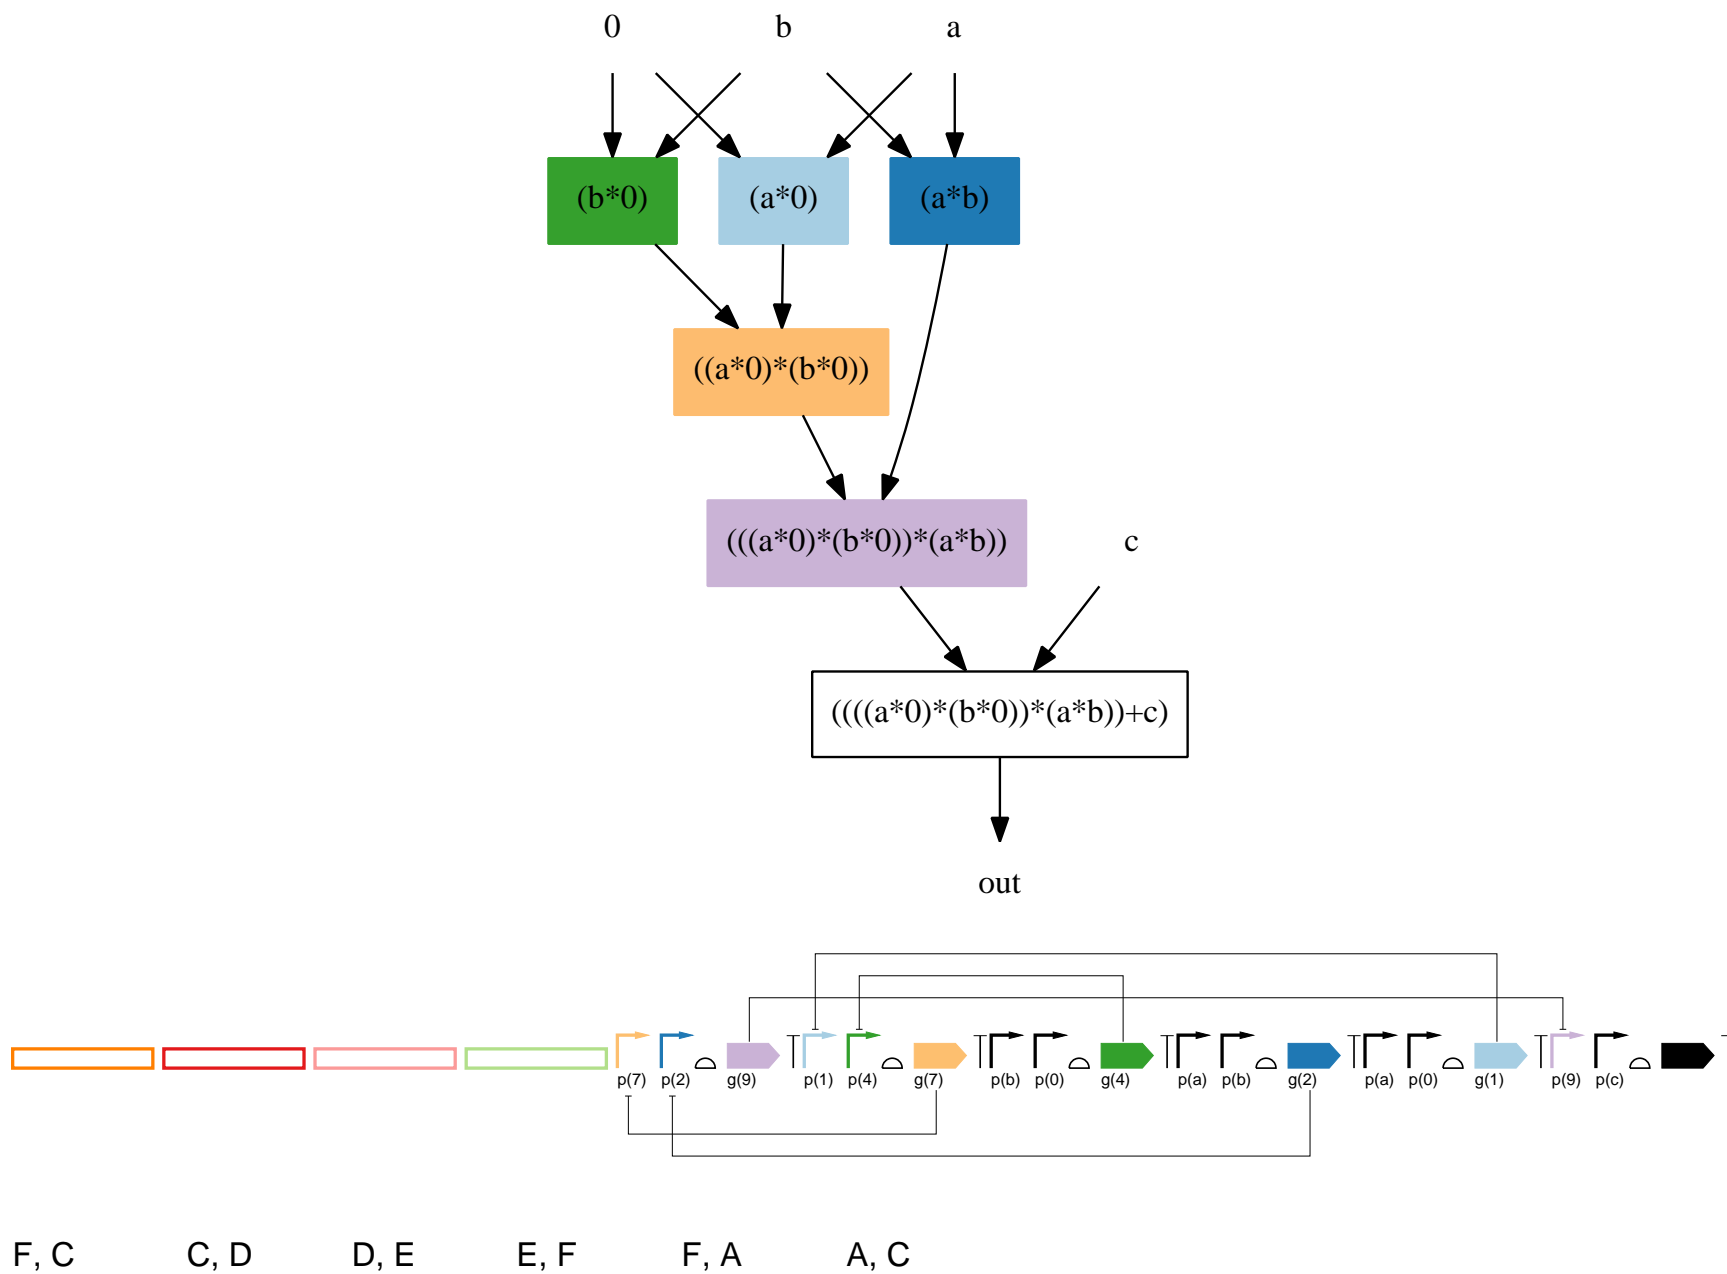 0 b a
(b*0) (a*0) (a*b)
((a*0)*(b*0))
(((a*0)*(b*0))*(a*b)) c
((((a*0)*(b*0))*(a*b))+c)
out
p(7) p(2) g(9) p(1) p(4) g(7) p(b) p(0) g(4) p(a) p(b) g(2) p(a) p(0) g(1) p(9) p(c)
F, C C, D D, E E, F F, A A, C